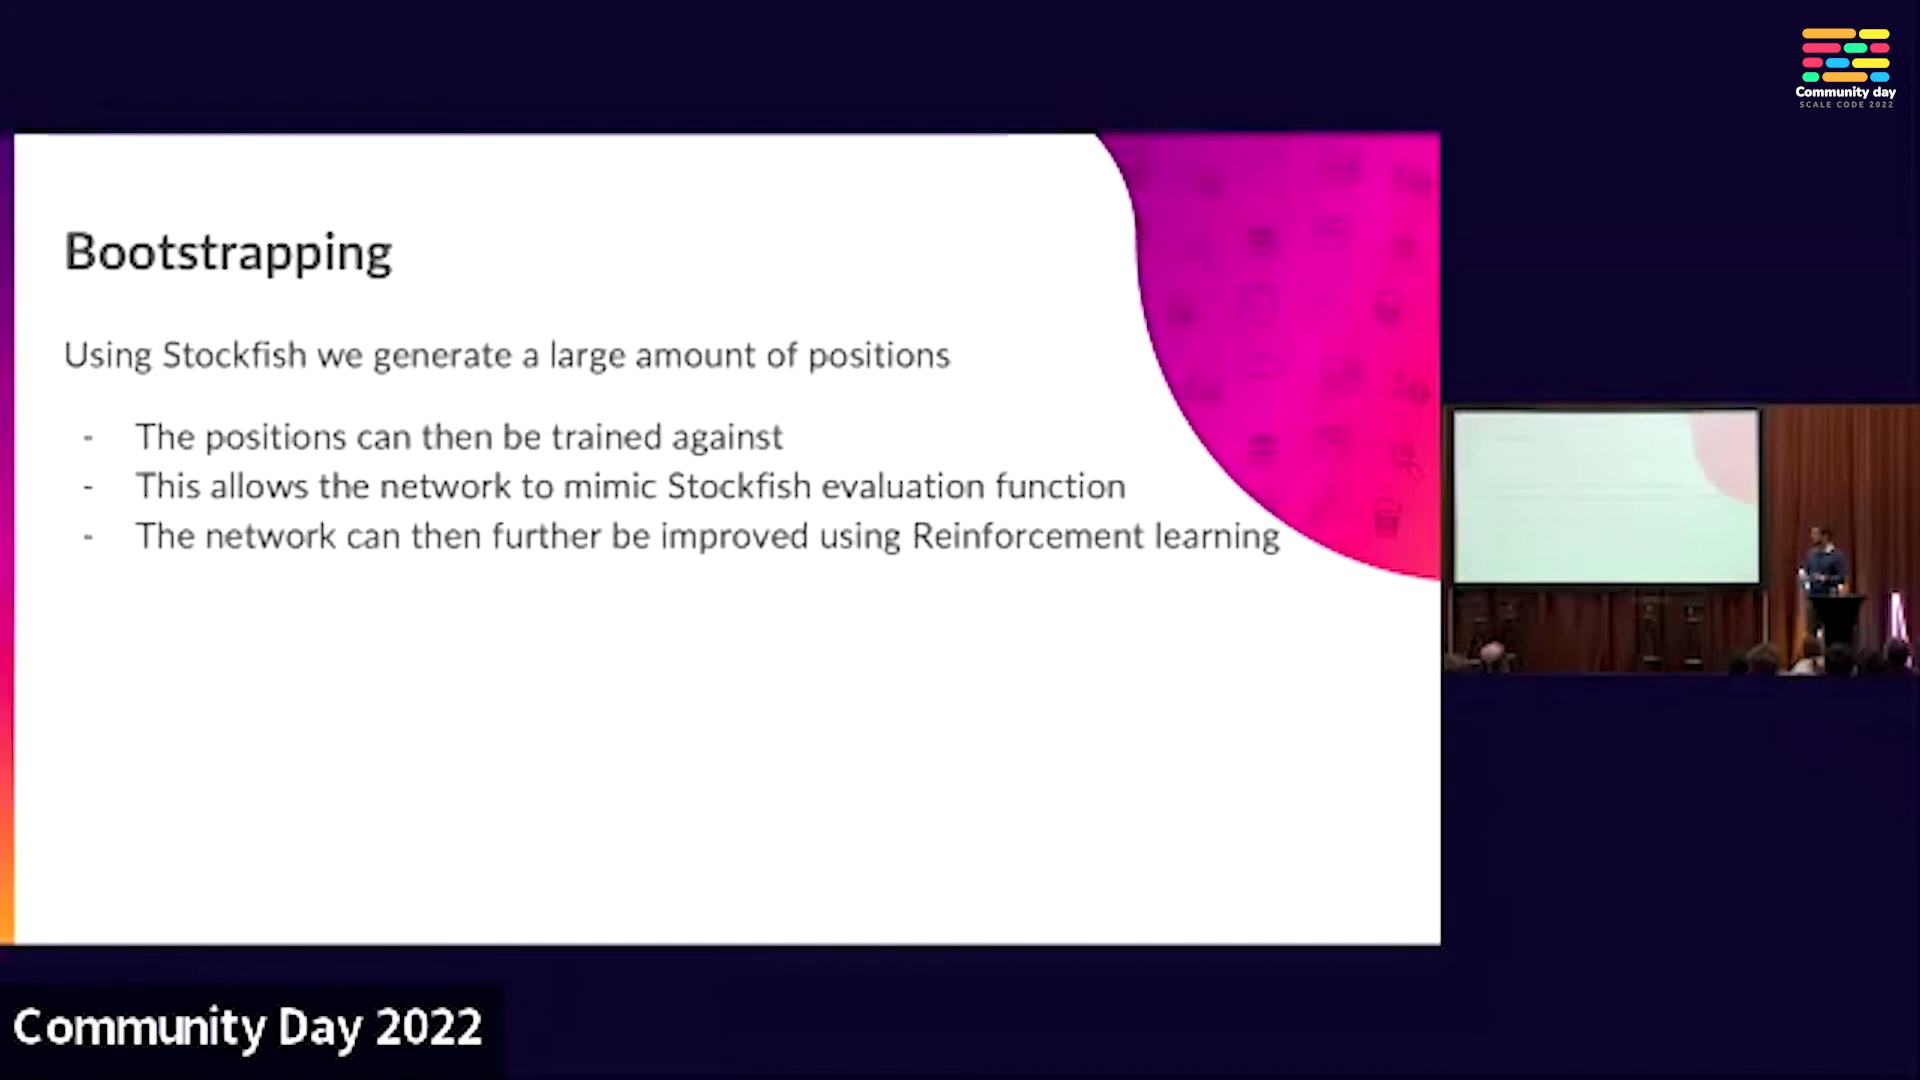 Community day
SCALE CODE 2022
Bootstrapping
Using Stockfish we generate a large amount of positions
- The positions can then be trained against
- This allows the network to mimic Stockfish evaluation function
- The network can then further be improved using Reinforcement learning
Community Day 2022